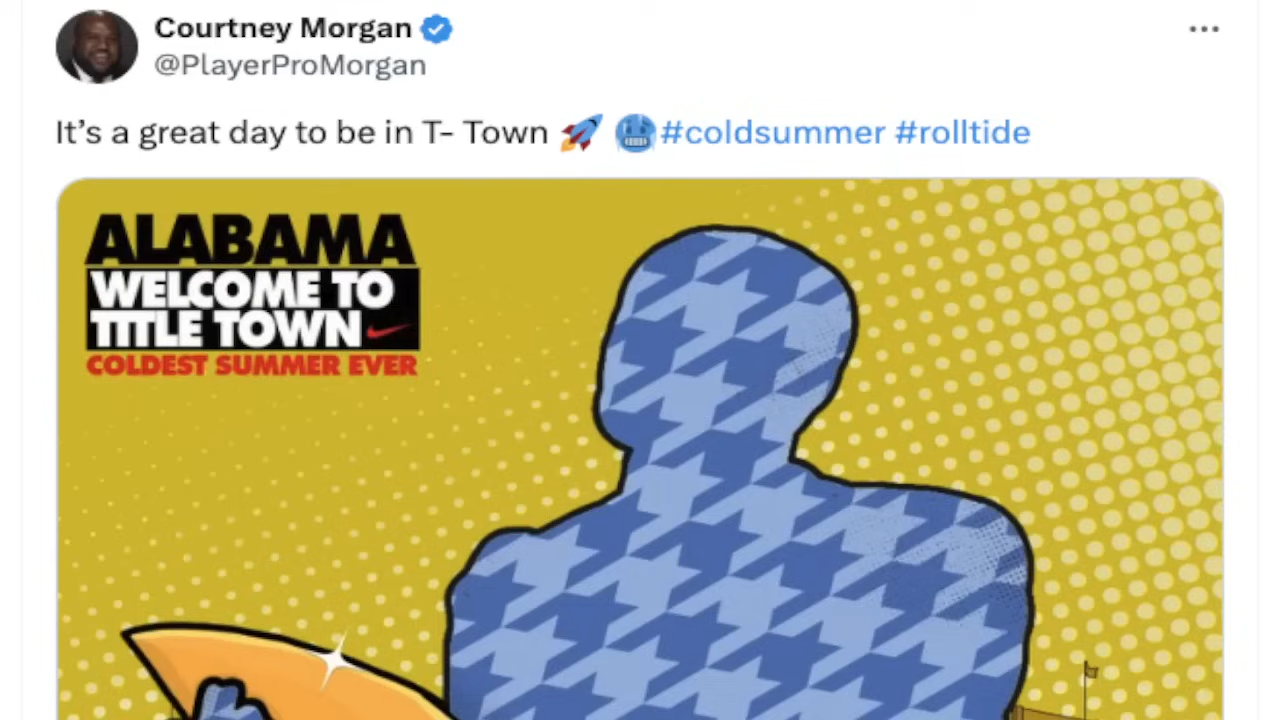 Courtney Morgan
@PlayerProMorgan
It's a great day to be in T- Town 🚀 🥶#coldsummer #rolltide
ALABAMA
WELCOME TO
TITLE TOWN
COLDEST SUMMER EVER